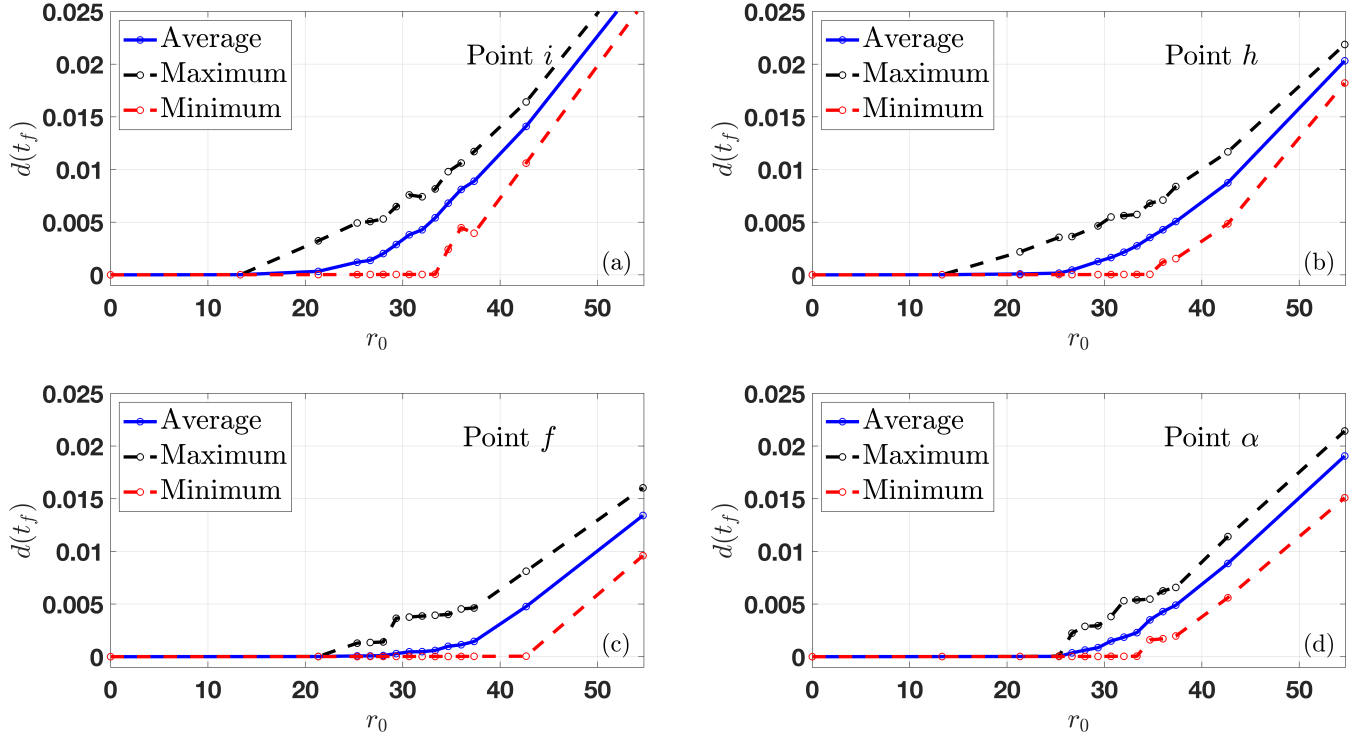 0.025
0.02
0.015
0.01
0.005
0
d(t_f)
Average
Maximum
Minimum
Point i
(a)
0 10 20 30 40 50
r_0
0.025
0.02
0.015
0.01
0.005
0
d(t_f)
Average
Maximum
Minimum
Point h
(b)
0 10 20 30 40 50
r_0
0.025
0.02
0.015
0.01
0.005
0
d(t_f)
Average
Maximum
Minimum
Point f
(c)
0 10 20 30 40 50
r_0
0.025
0.02
0.015
0.01
0.005
0
d(t_f)
Average
Maximum
Minimum
Point α
(d)
0 10 20 30 40 50
r_0